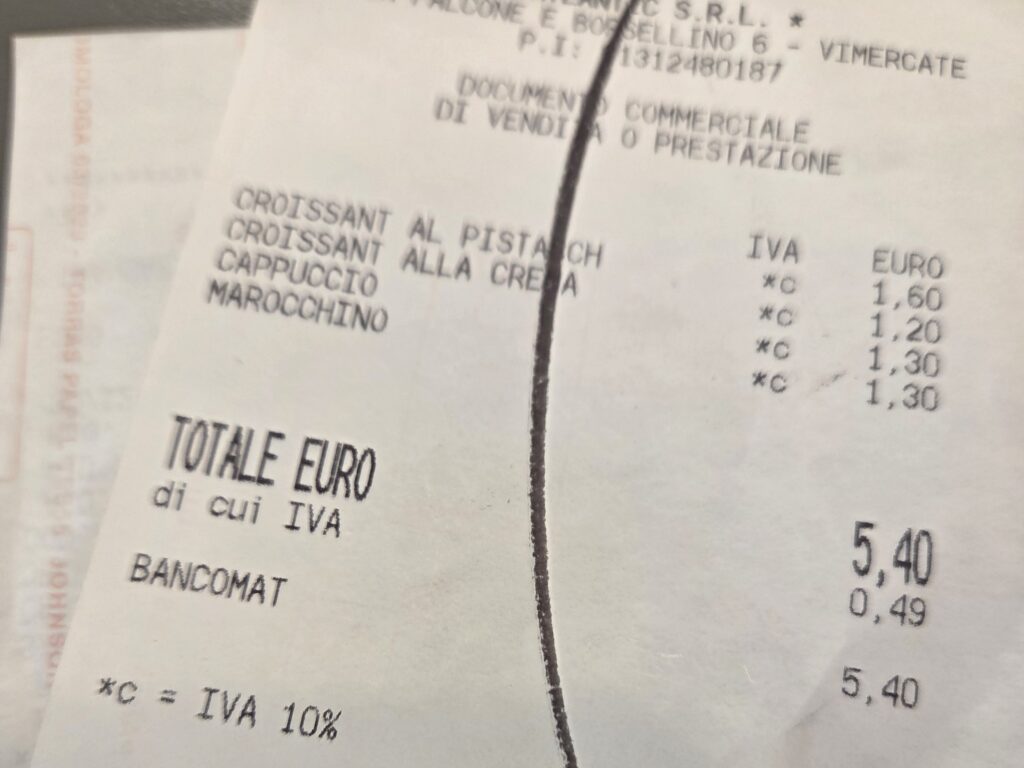 S.R.L. *
FALCONE E BORSELLINO 6 - VIMERCATE
P.I: 1312480187
DOCUMENTO COMMERCIALE
DI VENDITA O PRESTAZIONE
IVA EURO
CROISSANT AL PISTACCH *c 1,60
CROISSANT ALLA CREMA *c 1,20
CAPPUCCIO *c 1,30
MAROCCHINO *c 1,30
TOTALE EURO 5,40
di cui IVA 0,49
BANCOMAT 5,40
*c = IVA 10%